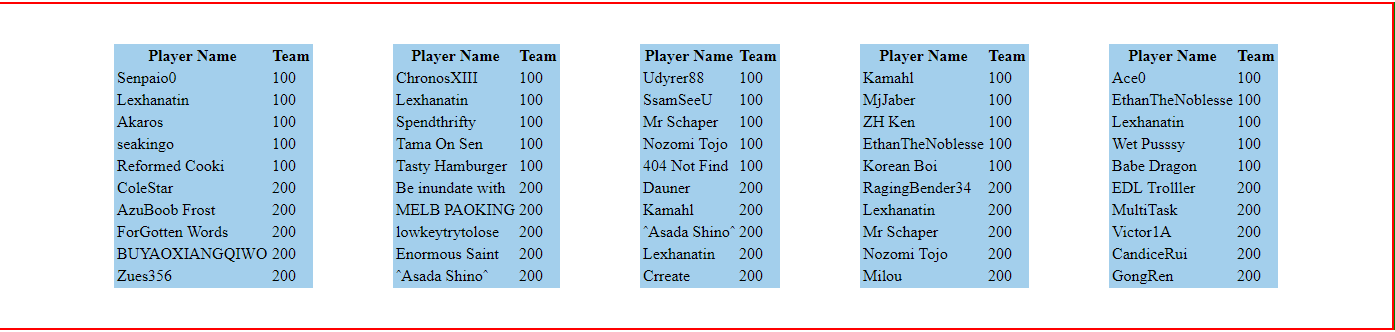 Player Name Team
Senpaio0 100
Lexhanatin 100
Akaros 100
seakingo 100
Reformed Cooki 100
ColeStar 200
AzuBoob Frost 200
ForGotten Words 200
BUYAOXIANGQIWO 200
Zues356 200
Player Name Team
ChronosXIII 100
Lexhanatin 100
Spendthrifty 100
Tama On Sen 100
Tasty Hamburger 100
Be inundate with 200
MELB PAOKING 200
lowkeytrytolose 200
Enormous Saint 200
^Asada Shino^ 200
Player Name Team
Udyrer88 100
SsamSeeU 100
Mr Schaper 100
Nozomi Tojo 100
404 Not Find 100
Dauner 200
Kamahl 200
^Asada Shino^ 200
Lexhanatin 200
Crreate 200
Player Name Team
Kamahl 100
MjJaber 100
ZH Ken 100
EthanTheNoblesse 100
Korean Boi 100
RagingBender34 200
Lexhanatin 200
Mr Schaper 200
Nozomi Tojo 200
Milou 200
Player Name Team
Ace0 100
EthanTheNoblesse 100
Lexhanatin 100
Wet Pusssy 100
Babe Dragon 100
EDL Trolller 200
MultiTask 200
Victor1A 200
CandiceRui 200
GongRen 200